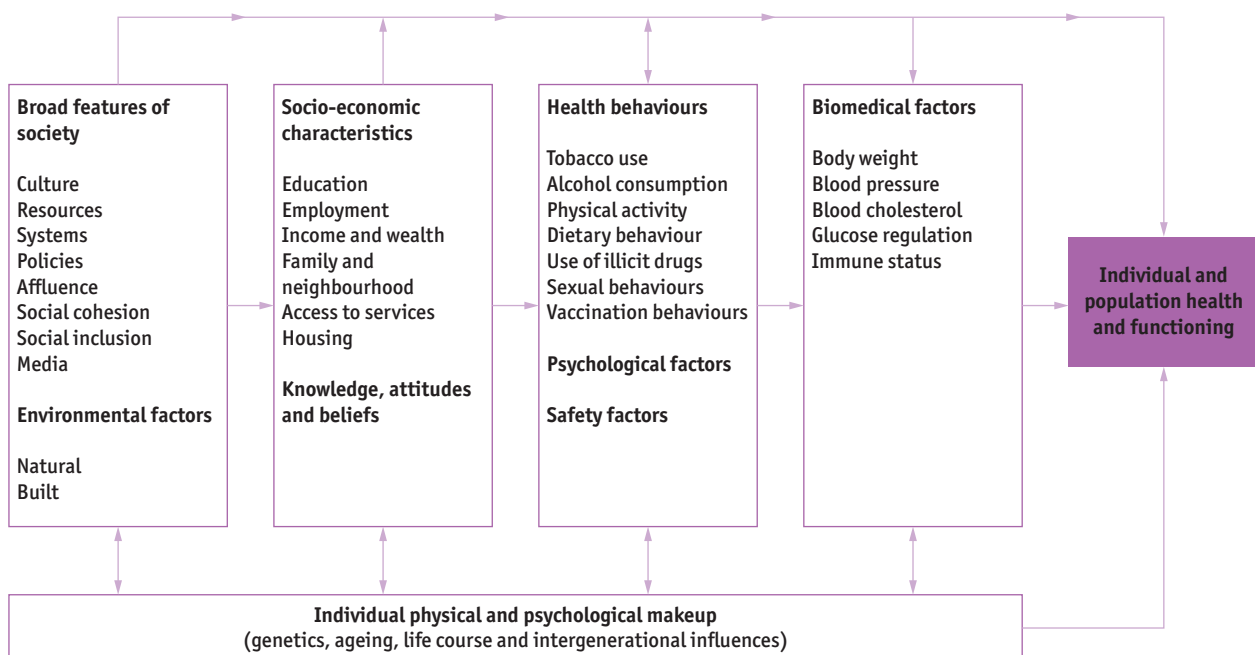 Broad features of
society
Culture
Resources
Systems
Policies
Affluence
Social cohesion
Social inclusion
Media
Environmental factors
Natural
Built
Socio-economic
characteristics
Education
Employment
Income and wealth
Family and
neighbourhood
Access to services
Housing
Knowledge, attitudes
and beliefs
Health behaviours
Tobacco use
Alcohol consumption
Physical activity
Dietary behaviour
Use of illicit drugs
Sexual behaviours
Vaccination behaviours
Psychological factors
Safety factors
Biomedical factors
Body weight
Blood pressure
Blood cholesterol
Glucose regulation
Immune status
Individual and
population health
and functioning
Individual physical and psychological makeup
(genetics, ageing, life course and intergenerational influences)